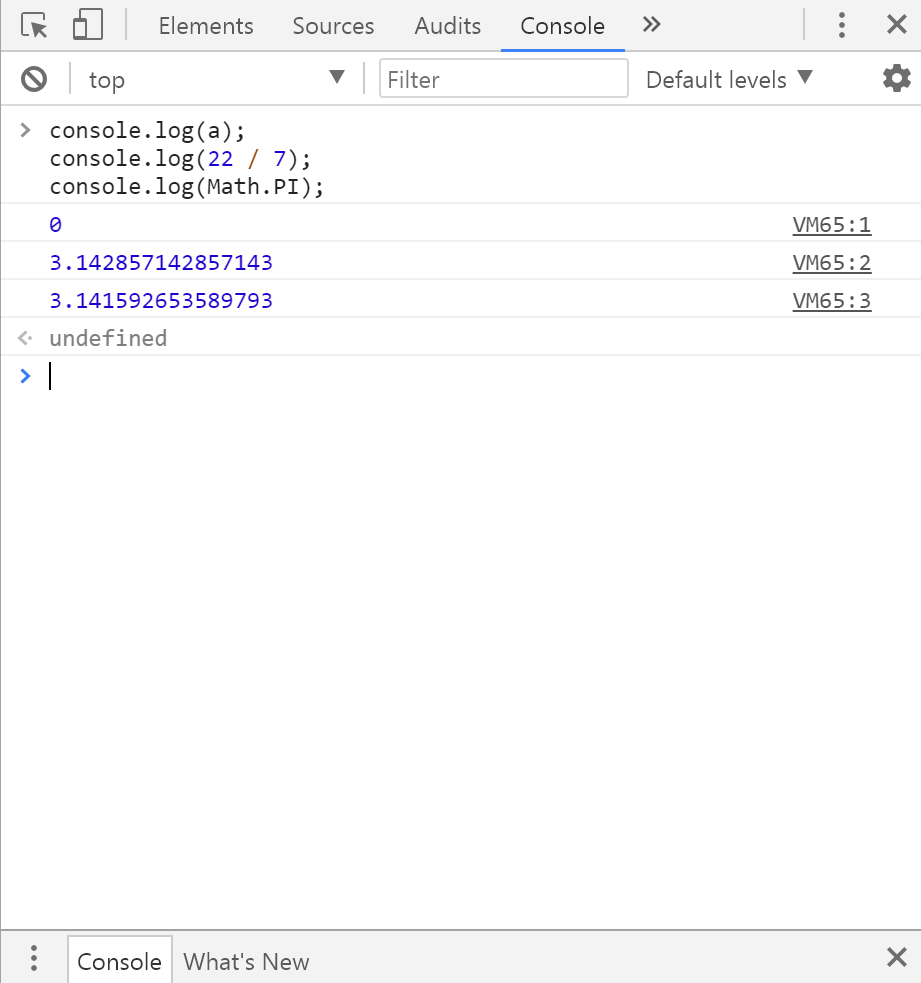 Elements Sources Audits Console »
top ▼ Filter Default levels ▼
> console.log(a);
console.log(22 / 7);
console.log(Math.PI);
0 VM65:1
3.142857142857143 VM65:2
3.141592653589793 VM65:3
undefined
>
Console What's New